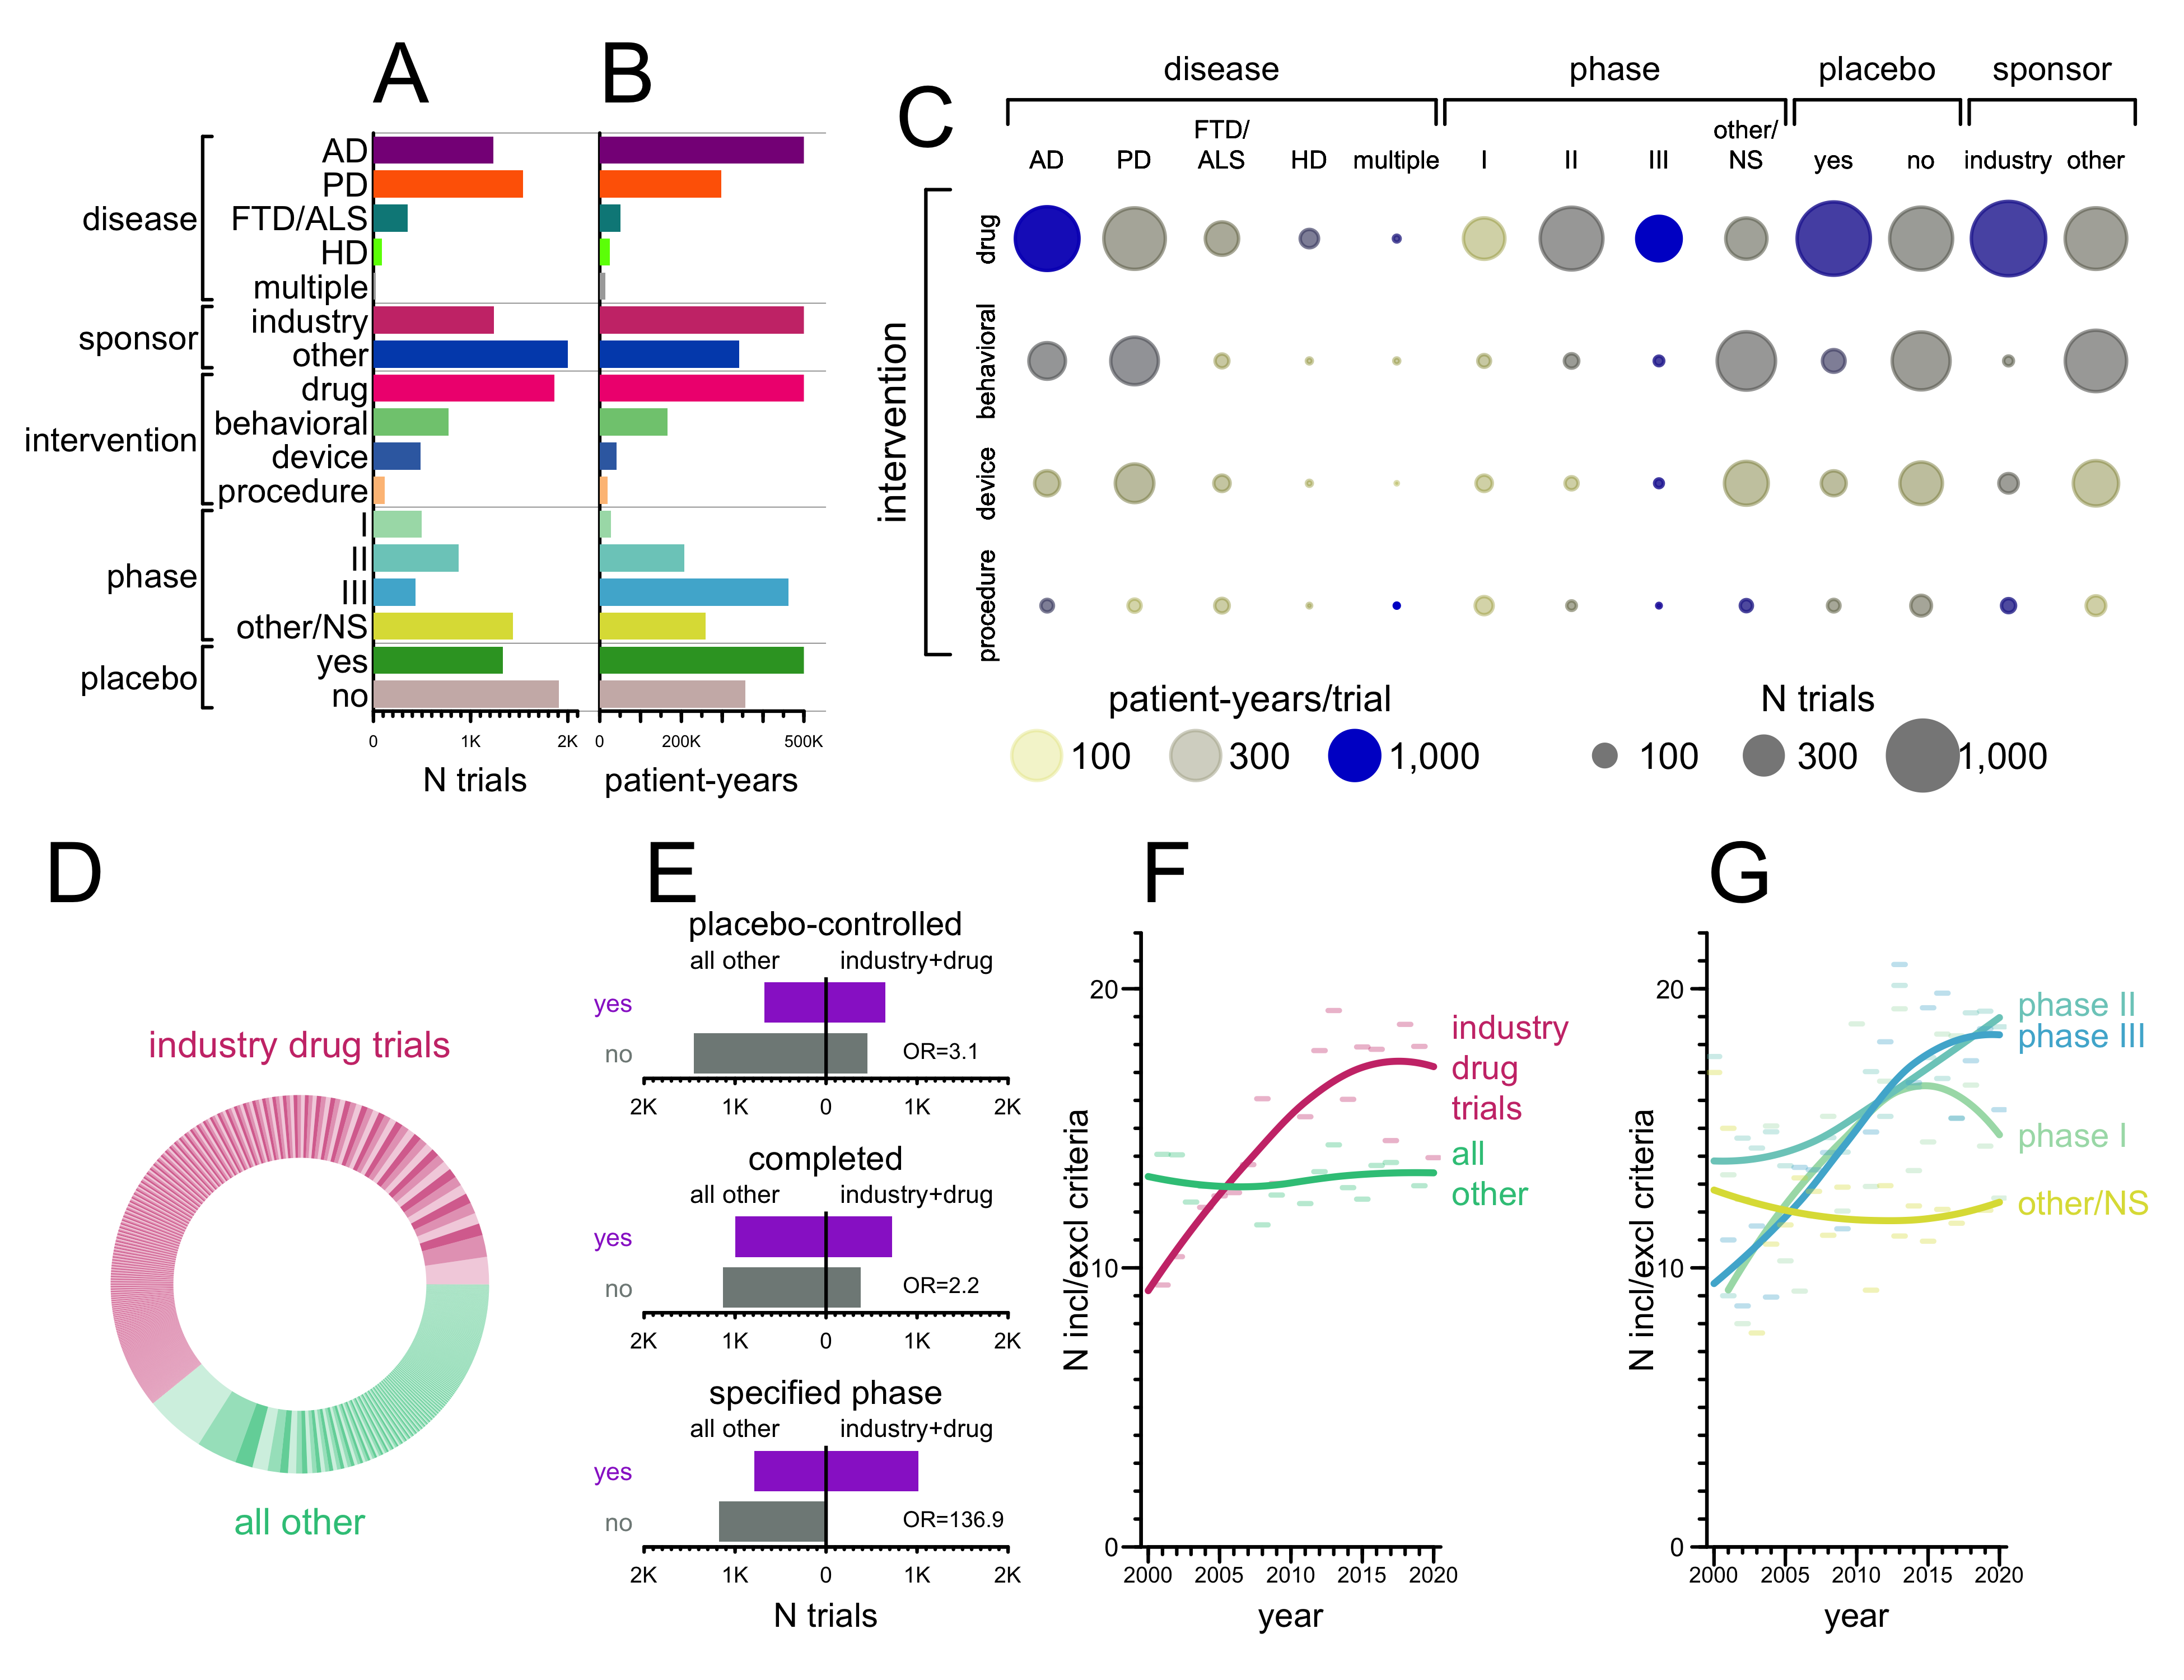 A
B
disease
AD
PD
FTD/ALS
HD
multiple
sponsor
industry
other
intervention
drug
behavioral
device
procedure
phase
I
II
III
other/NS
placebo
yes
no
0 1K 2K
N trials
0 200K 500K
patient-years
C
disease phase placebo sponsor
AD PD FTD/ALS HD multiple I II III other/NS yes no industry other
intervention
drug
behavioral
device
procedure
patient-years/trial
100 300 1,000
N trials
100 300 1,000
D
industry drug trials
all other
E
placebo-controlled
all other industry+drug
yes
no OR=3.1
2K 1K 0 1K 2K
completed
all other industry+drug
yes
no OR=2.2
2K 1K 0 1K 2K
specified phase
all other industry+drug
yes
no OR=136.9
2K 1K 0 1K 2K
N trials
F
N incl/excl criteria
20
10
0
industry
drug
trials
all
other
2000 2005 2010 2015 2020
year
G
N incl/excl criteria
20
10
0
phase II
phase III
phase I
other/NS
2000 2005 2010 2015 2020
year